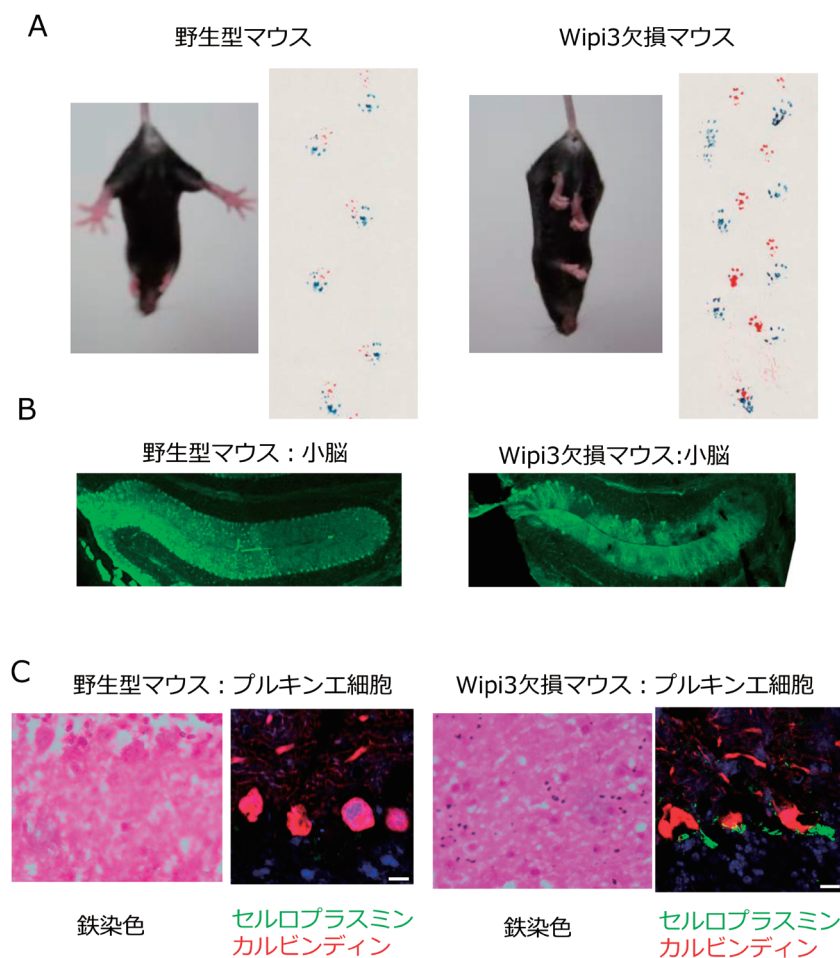 A
野生型マウス
Wipi3欠損マウス
B
野生型マウス：小脳
Wipi3欠損マウス:小脳
C
野生型マウス：プルキンエ細胞
Wipi3欠損マウス：プルキンエ細胞
鉄染色
セルロプラスミン
カルビンディン
鉄染色
セルロプラスミン
カルビンディン